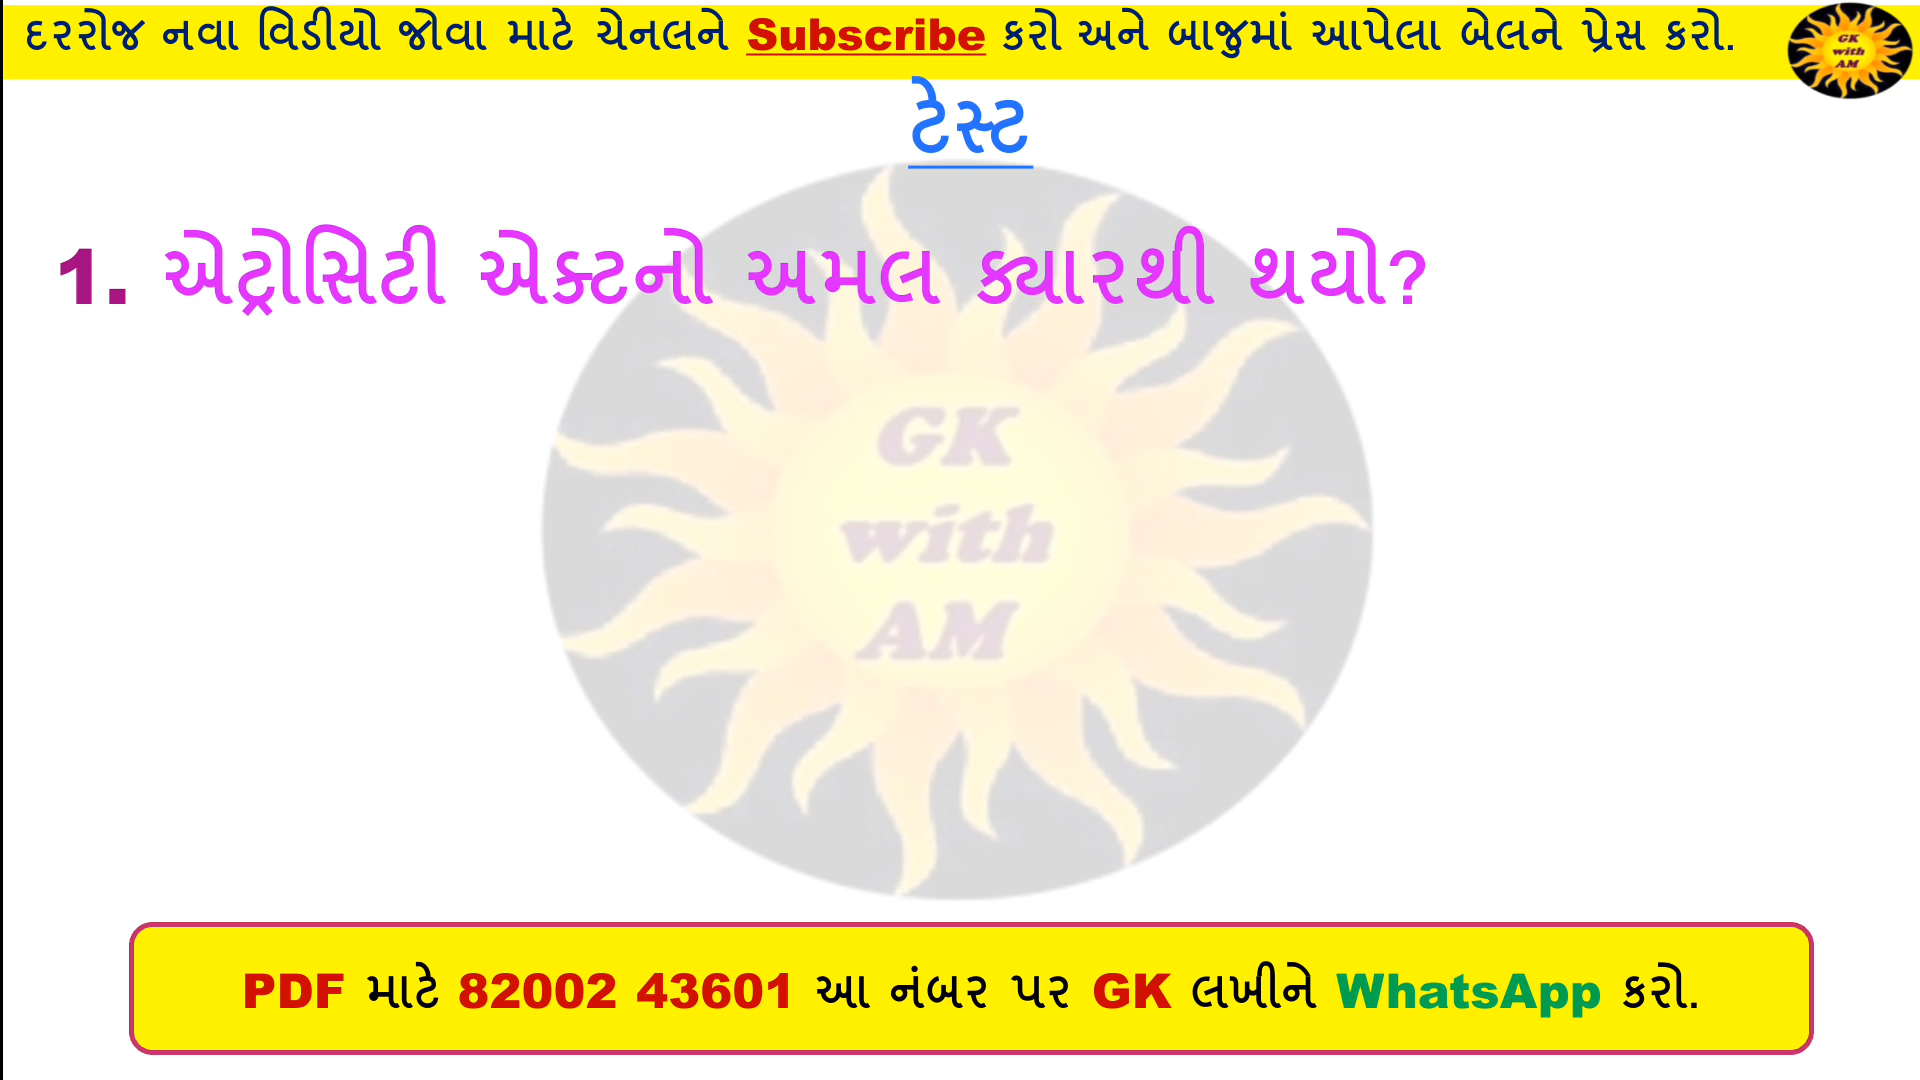 દરરોજ નવા વિડીયો જોવા માટે ચેનલને Subscribe કરો અને બાજુમાં આપેલા બેલને પ્રેસ કરો.
GK
with
AM
ટેસ્ટ
1. એટ્રોસિટી એક્ટનો અમલ ક્યારથી થયો?
GK
with
AM
PDF માટે 82002 43601 આ નંબર પર GK લખીને WhatsApp કરો.